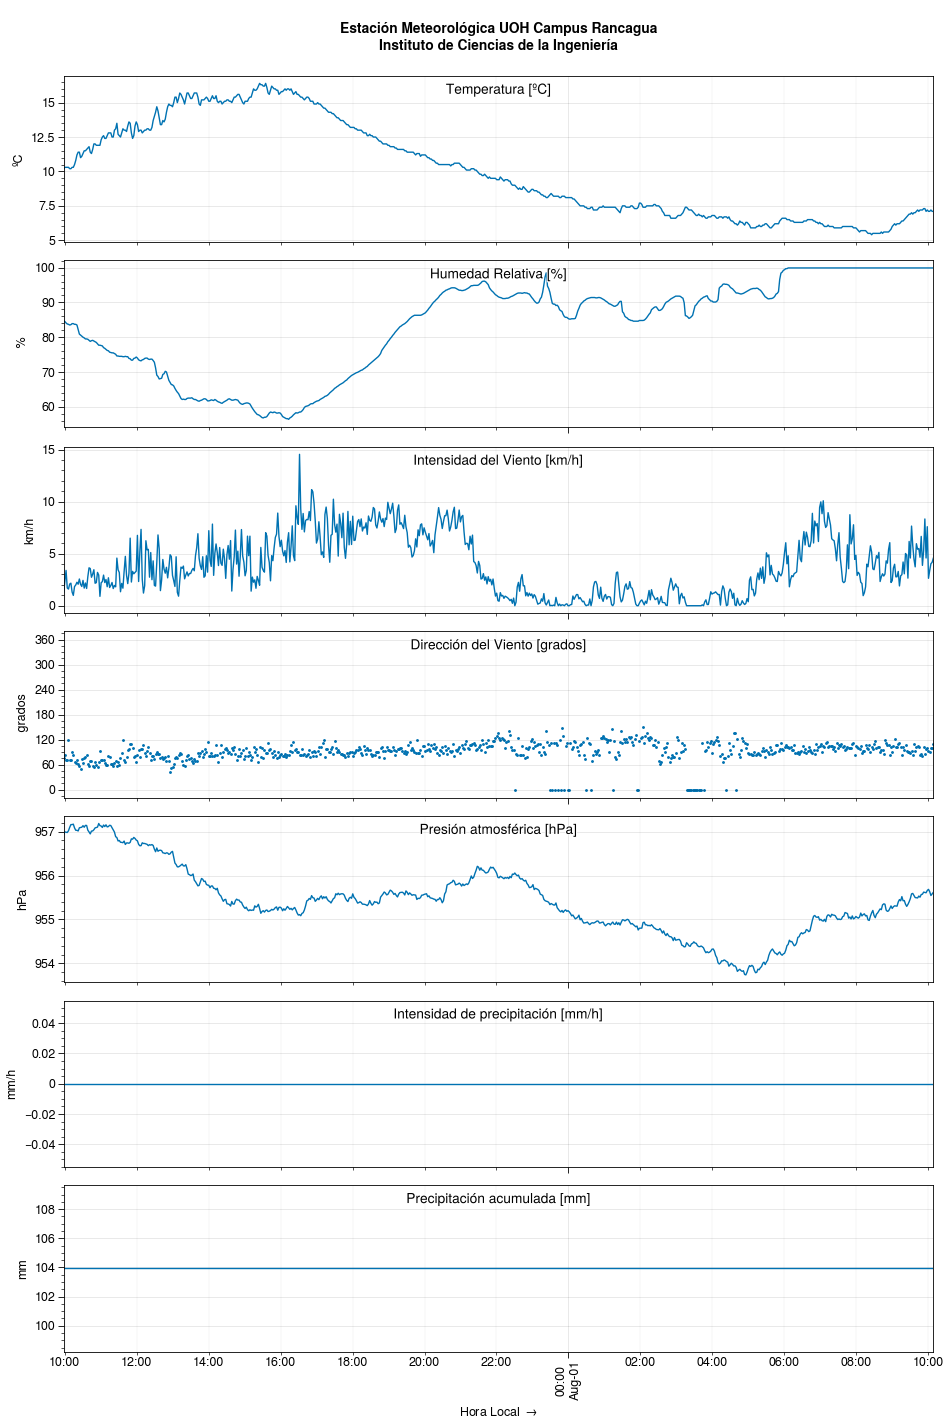 Estación Meteorológica UOH Campus Rancagua
Instituto de Ciencias de la Ingeniería
Temperatura [ºC]
15
12.5
10
7.5
5
ºC
Humedad Relativa [%]
100
90
80
70
60
%
Intensidad del Viento [km/h]
15
10
5
0
km/h
Dirección del Viento [grados]
360
300
240
180
120
60
0
grados
Presión atmosférica [hPa]
957
956
955
954
hPa
Intensidad de precipitación [mm/h]
0.04
0.02
0
−0.02
−0.04
mm/h
Precipitación acumulada [mm]
108
106
104
102
100
mm
10:00 12:00 14:00 16:00 18:00 20:00 22:00 00:00 02:00 04:00 06:00 08:00 10:00
Aug-01
Hora Local →